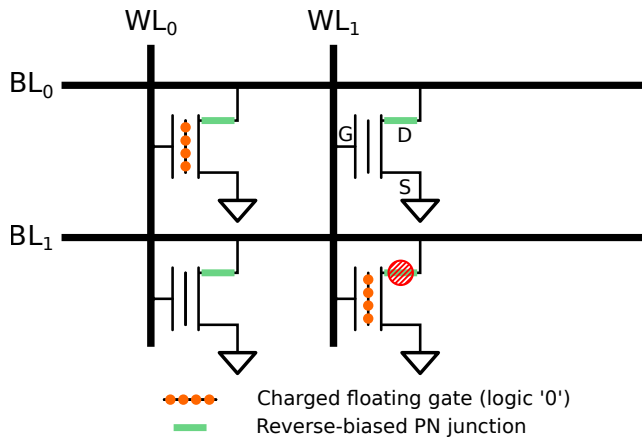 WL₀ WL₁
BL₀
G D
S
BL₁
Charged floating gate (logic '0')
Reverse-biased PN junction